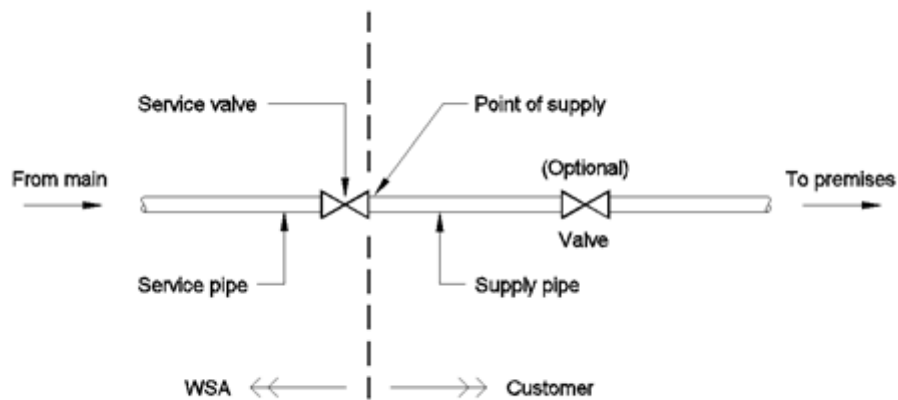 Service valve
Point of supply
From main
(Optional)
To premises
Valve
Service pipe
Supply pipe
WSA
Customer